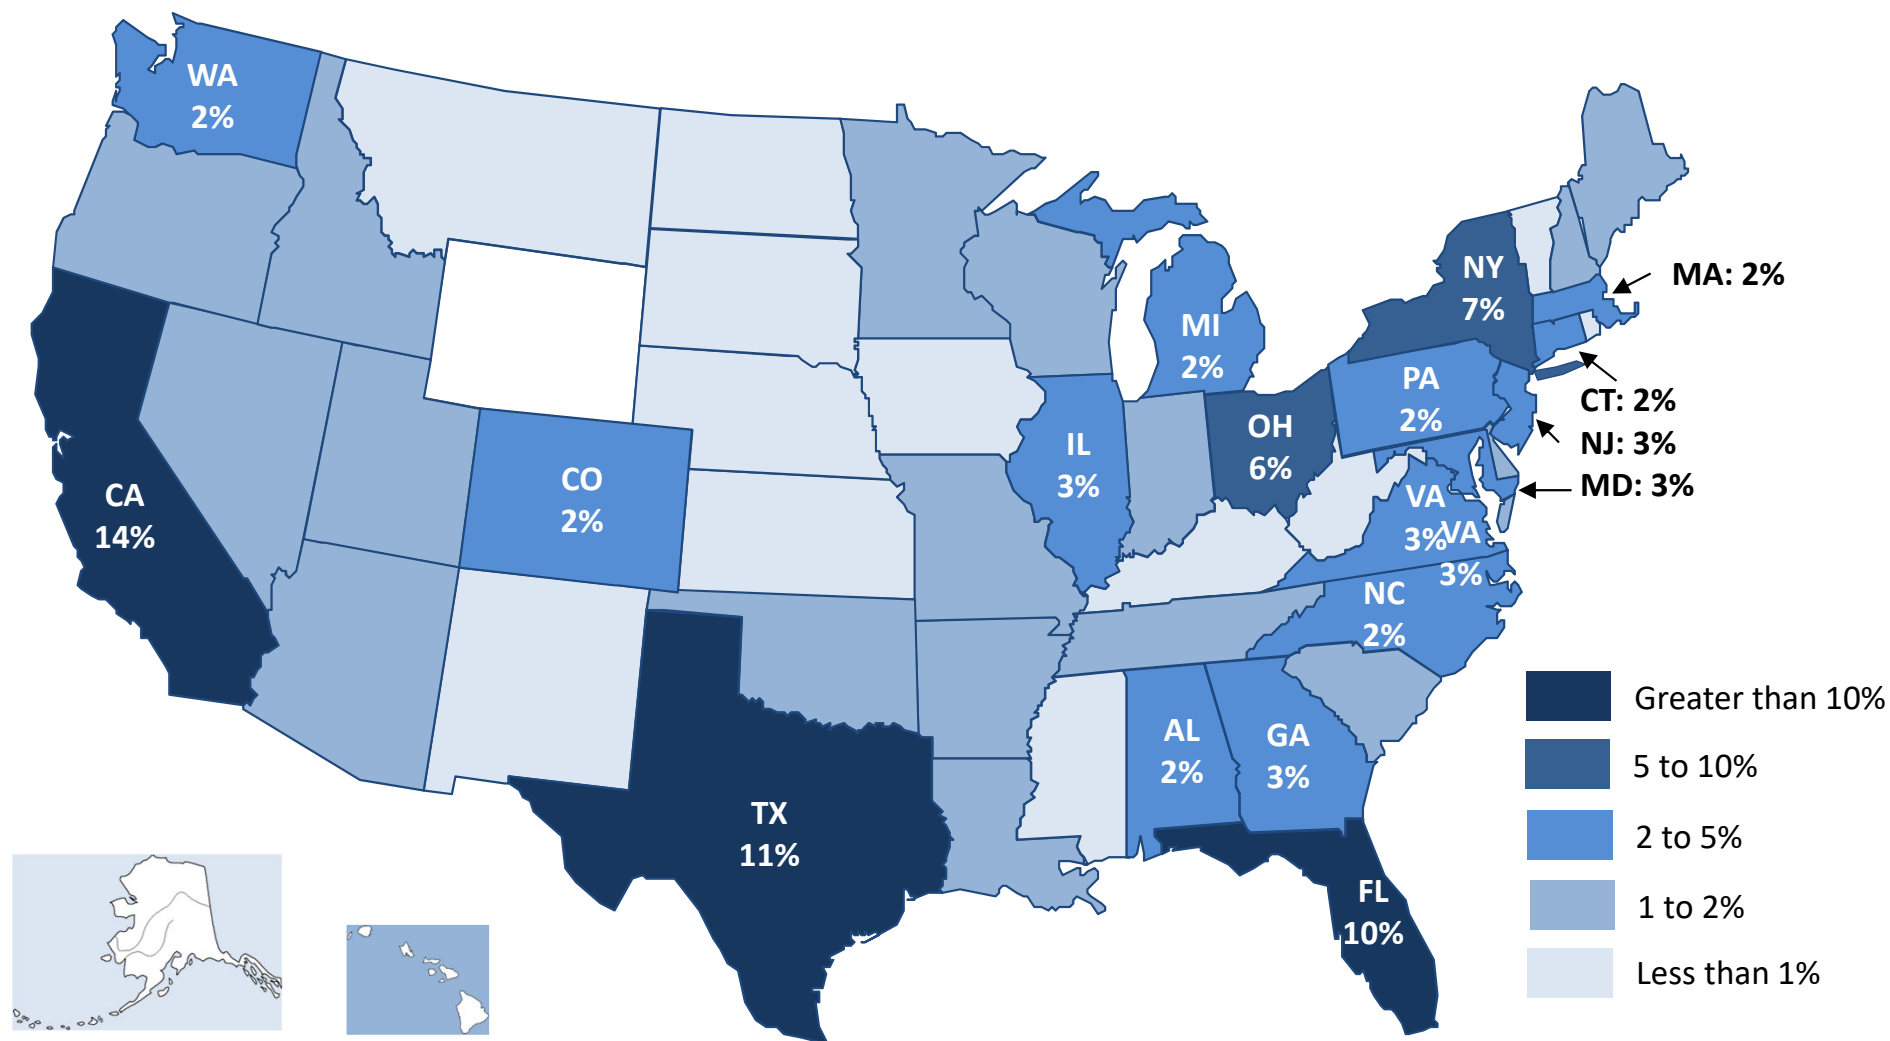 WA
2%
NY
7%
MA: 2%
MI
2%
PA
2%
CT: 2%
OH
6%
NJ: 3%
IL
3%
MD: 3%
CO
2%
CA
14%
VA
3%
VA
3%
NC
2%
AL
2%
GA
3%
TX
11%
FL
10%
Greater than 10%
5 to 10%
2 to 5%
1 to 2%
Less than 1%